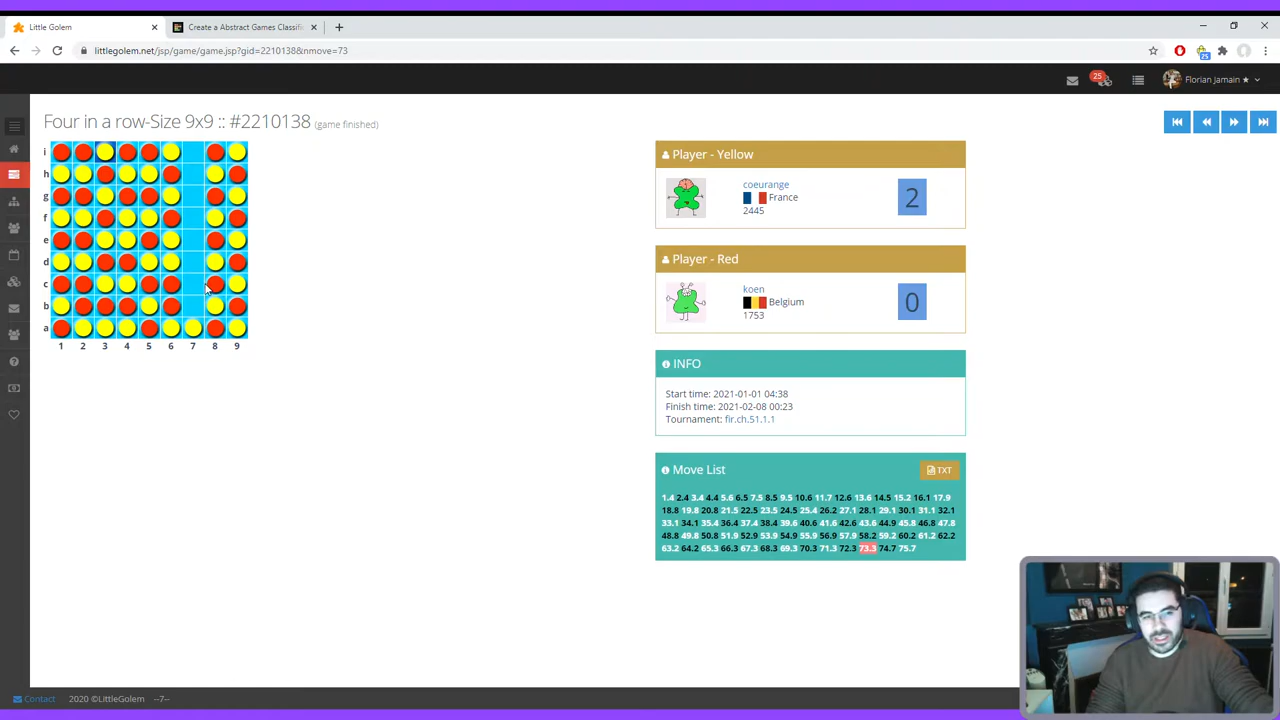 Little Golem
Create a Abstract Games Classifi
littlegolem.net/jsp/game/game.jsp?gid=2210138&nmove=73
25
25
Florian Jamain ★
Four in a row-Size 9x9 :: #2210138 (game finished)
i
h
g
f
e
d
c
b
a
1 2 3 4 5 6 7 8 9
Player - Yellow
coeurange
France
2445
2
Player - Red
koen
Belgium
1753
0
INFO
Start time: 2021-01-01 04:38
Finish time: 2021-02-08 00:23
Tournament: fir.ch.51.1.1
Move List
TXT
1.4 2.4 3.4 4.4 5.6 6.5 7.5 8.5 9.5 10.6 11.7 12.6 13.6 14.5 15.2 16.1 17.9
18.8 19.8 20.8 21.5 22.5 23.5 24.5 25.4 26.2 27.1 28.1 29.1 30.1 31.1 32.1
33.1 34.1 35.4 36.4 37.4 38.4 39.6 40.6 41.6 42.6 43.6 44.9 45.8 46.8 47.8
48.8 49.8 50.8 51.9 52.9 53.9 54.9 55.9 56.9 57.9 58.2 59.2 60.2 61.2 62.2
63.2 64.2 65.3 66.3 67.3 68.3 69.3 70.3 71.3 72.3 73.3 74.7 75.7
Contact 2020 ©LittleGolem --7--